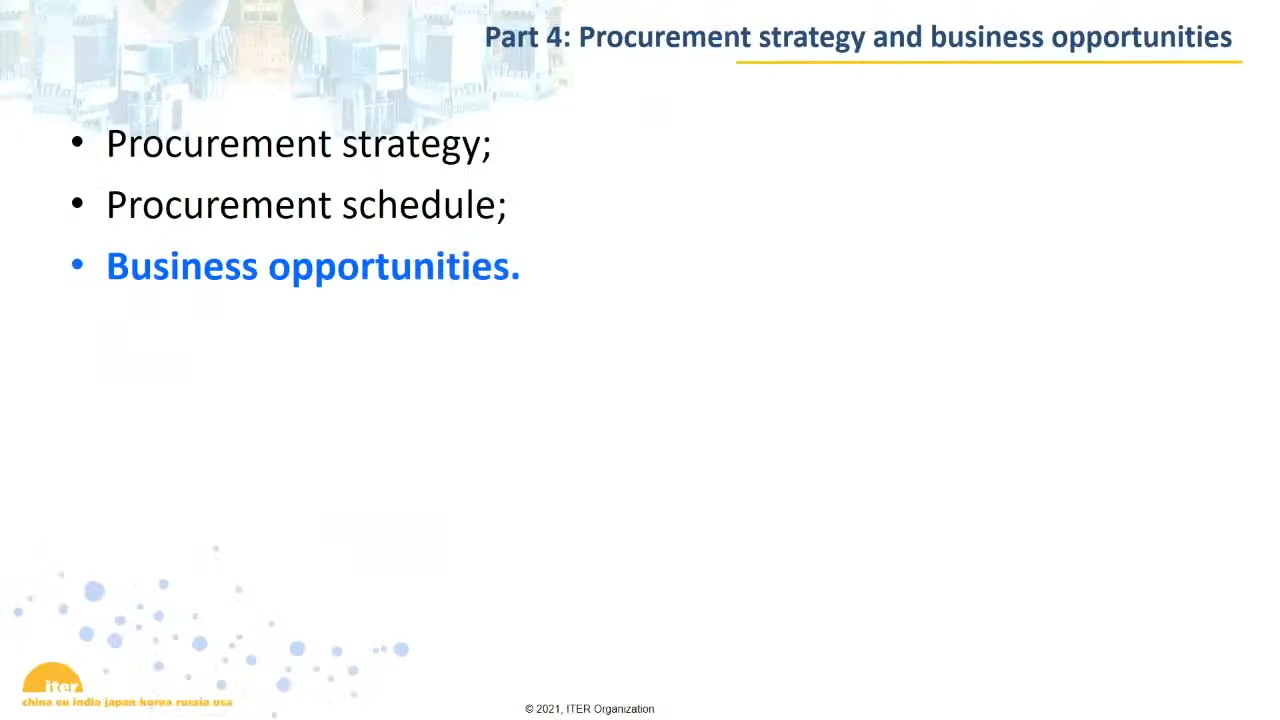 Part 4: Procurement strategy and business opportunities
• Procurement strategy;
• Procurement schedule;
• Business opportunities.
iter
china eu india japan korea russia usa
© 2021, ITER Organization